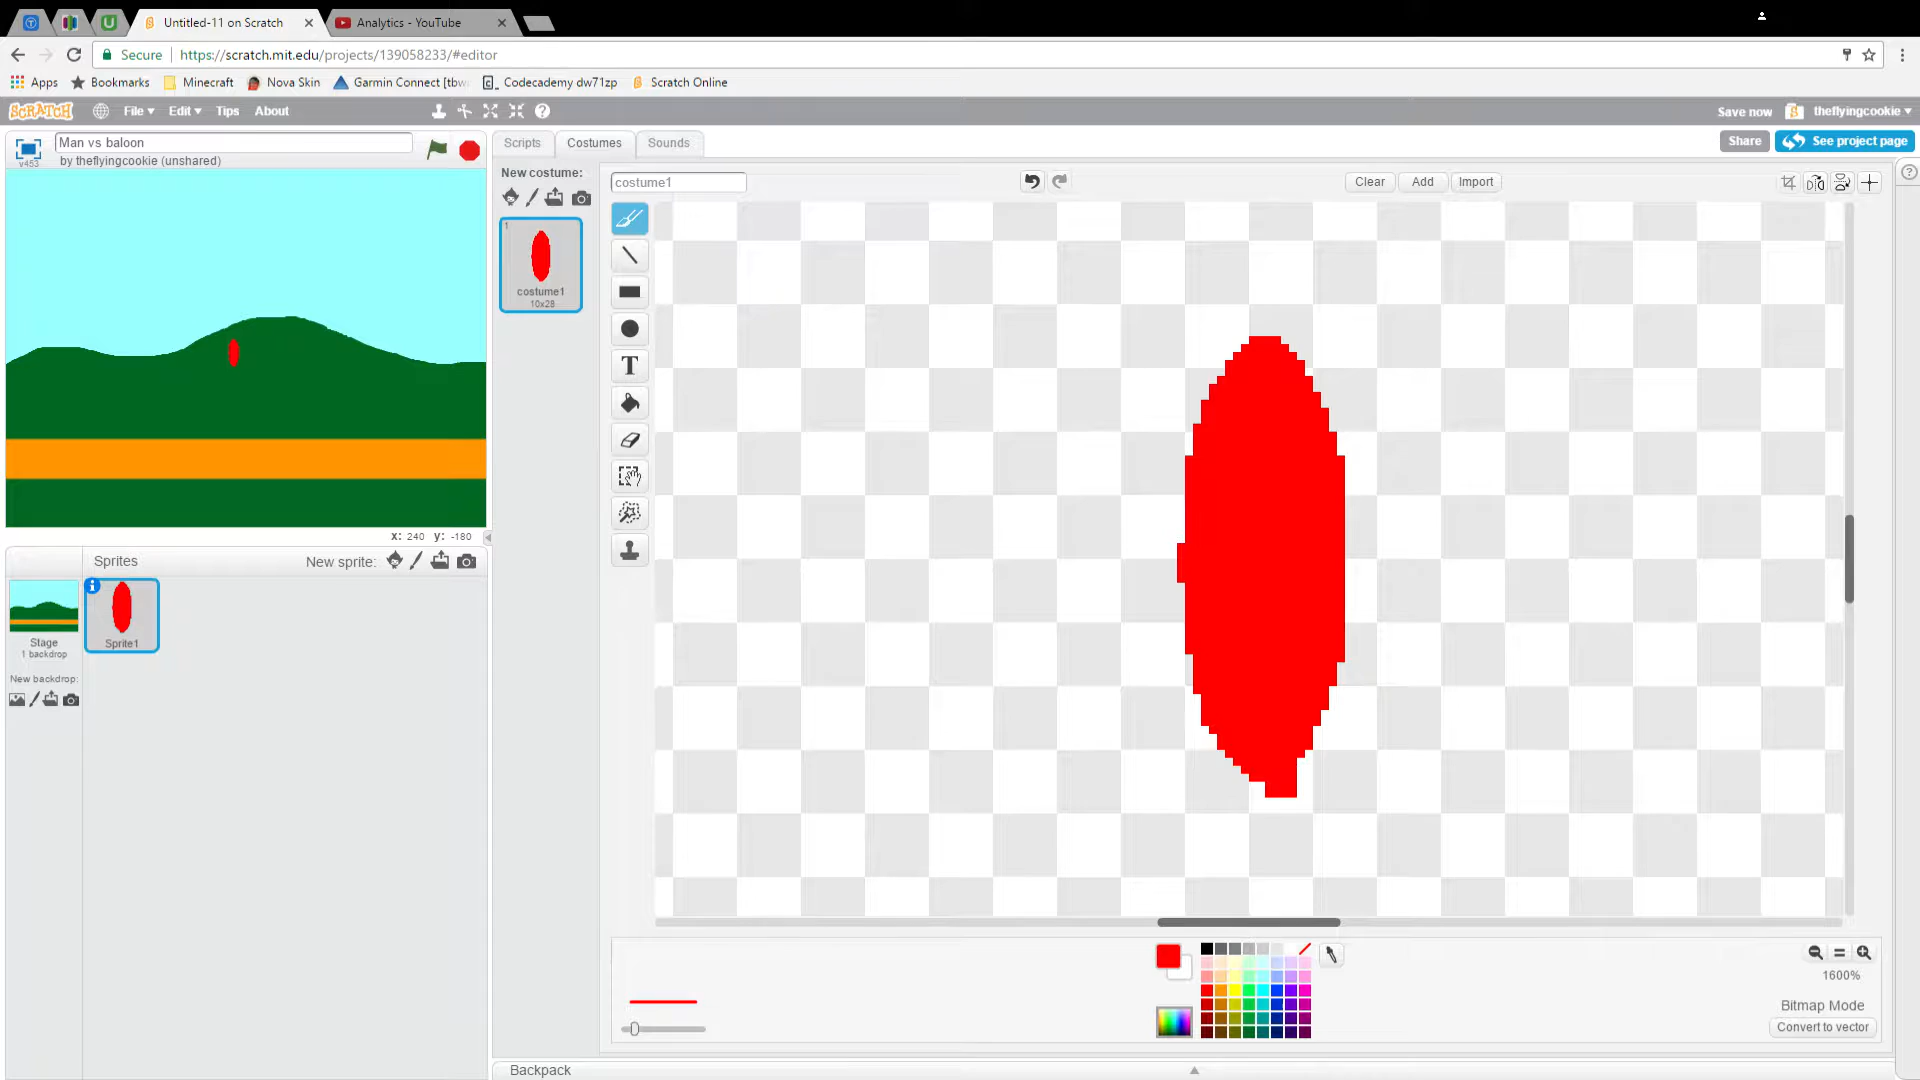 Untitled-11 on Scratch
Analytics - YouTube
Secure
https://scratch.mit.edu/projects/139058233/#editor
Apps
Bookmarks
Minecraft
Nova Skin
Garmin Connect [tbw
Codecademy dw71zp
Scratch Online
SCRATCH
File
Edit
Tips
About
Save now
theflyingcookie
v453
Man vs baloon
by theflyingcookie (unshared)
Scripts
Costumes
Sounds
Share
See project page
New costume:
costume1
Clear
Add
Import
1
costume1
10x28
T
x: 240 y: -180
Sprites
New sprite:
Stage
1 backdrop
Sprite1
New backdrop:
1600%
Bitmap Mode
Convert to vector
Backpack